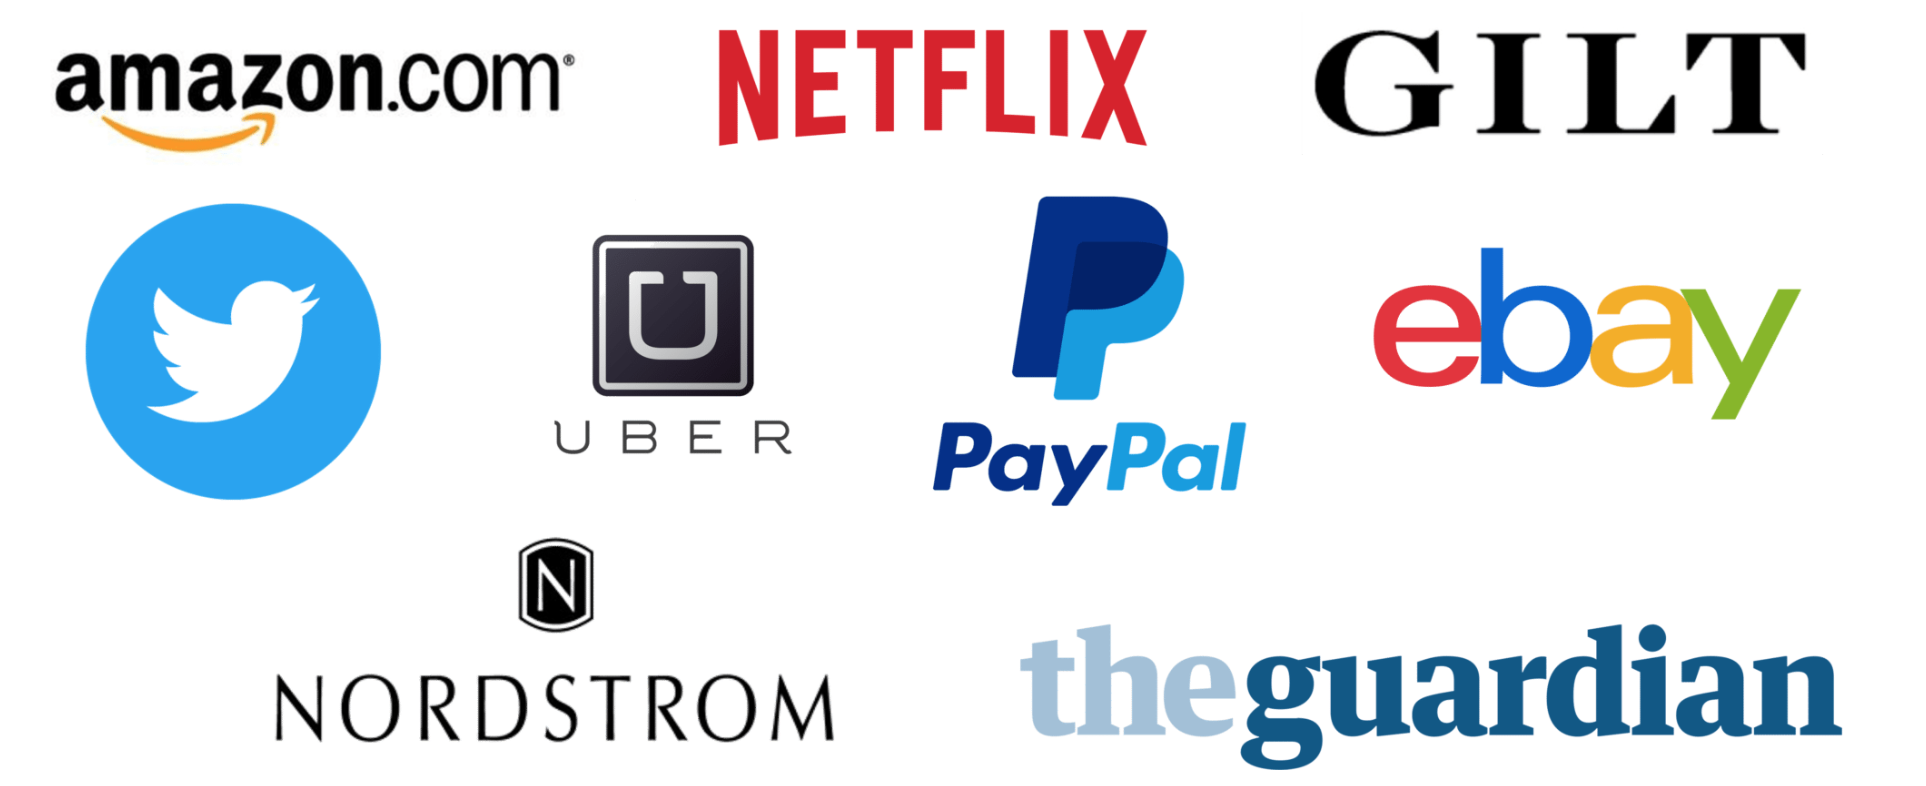 amazon.com®
NETFLIX
GILT
U
UBER
P
PayPal
ebay
N
NORDSTROM
theguardian